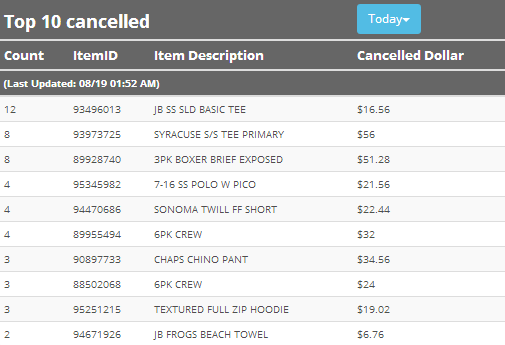 Top 10 cancelled Today
Count ItemID Item Description Cancelled Dollar
(Last Updated: 08/19 01:52 AM)
12 93496013 JB SS SLD BASIC TEE $16.56
8 93973725 SYRACUSE S/S TEE PRIMARY $56
8 89928740 3PK BOXER BRIEF EXPOSED $51.28
4 95345982 7-16 SS POLO W PICO $21.56
4 94470686 SONOMA TWILL FF SHORT $22.44
4 89955494 6PK CREW $32
3 90897733 CHAPS CHINO PANT $34.56
3 88502068 6PK CREW $24
3 95251215 TEXTURED FULL ZIP HOODIE $19.02
2 94671926 JB FROGS BEACH TOWEL $6.76